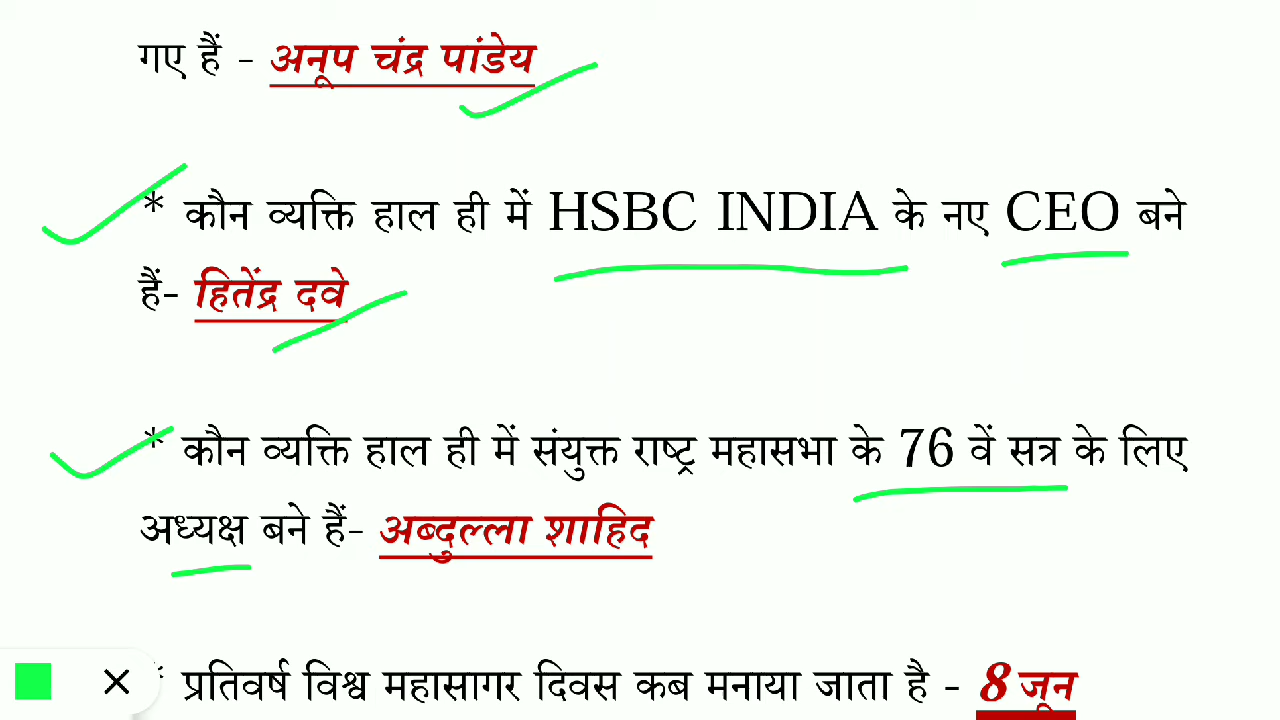 गए हैं - अनूप चंद्र पांडेय
* कौन व्यक्ति हाल ही में HSBC INDIA के नए CEO बने
हैं- हितेंद्र दवे
* कौन व्यक्ति हाल ही में संयुक्त राष्ट्र महासभा के 76 वें सत्र के लिए
अध्यक्ष बने हैं- अब्दुल्ला शाहिद
* प्रतिवर्ष विश्व महासागर दिवस कब मनाया जाता है - 8 जून